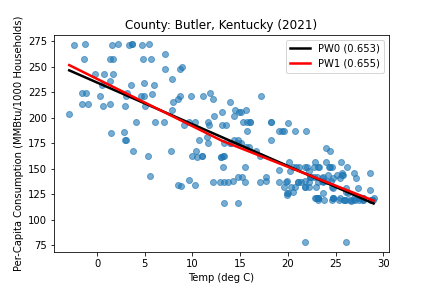 County: Butler, Kentucky (2021)
PW0 (0.653)
PW1 (0.655)
Per-Capita Consumption (MMBtu/1000 Households)
275
250
225
200
175
150
125
100
75
0 5 10 15 20 25 30
Temp (deg C)